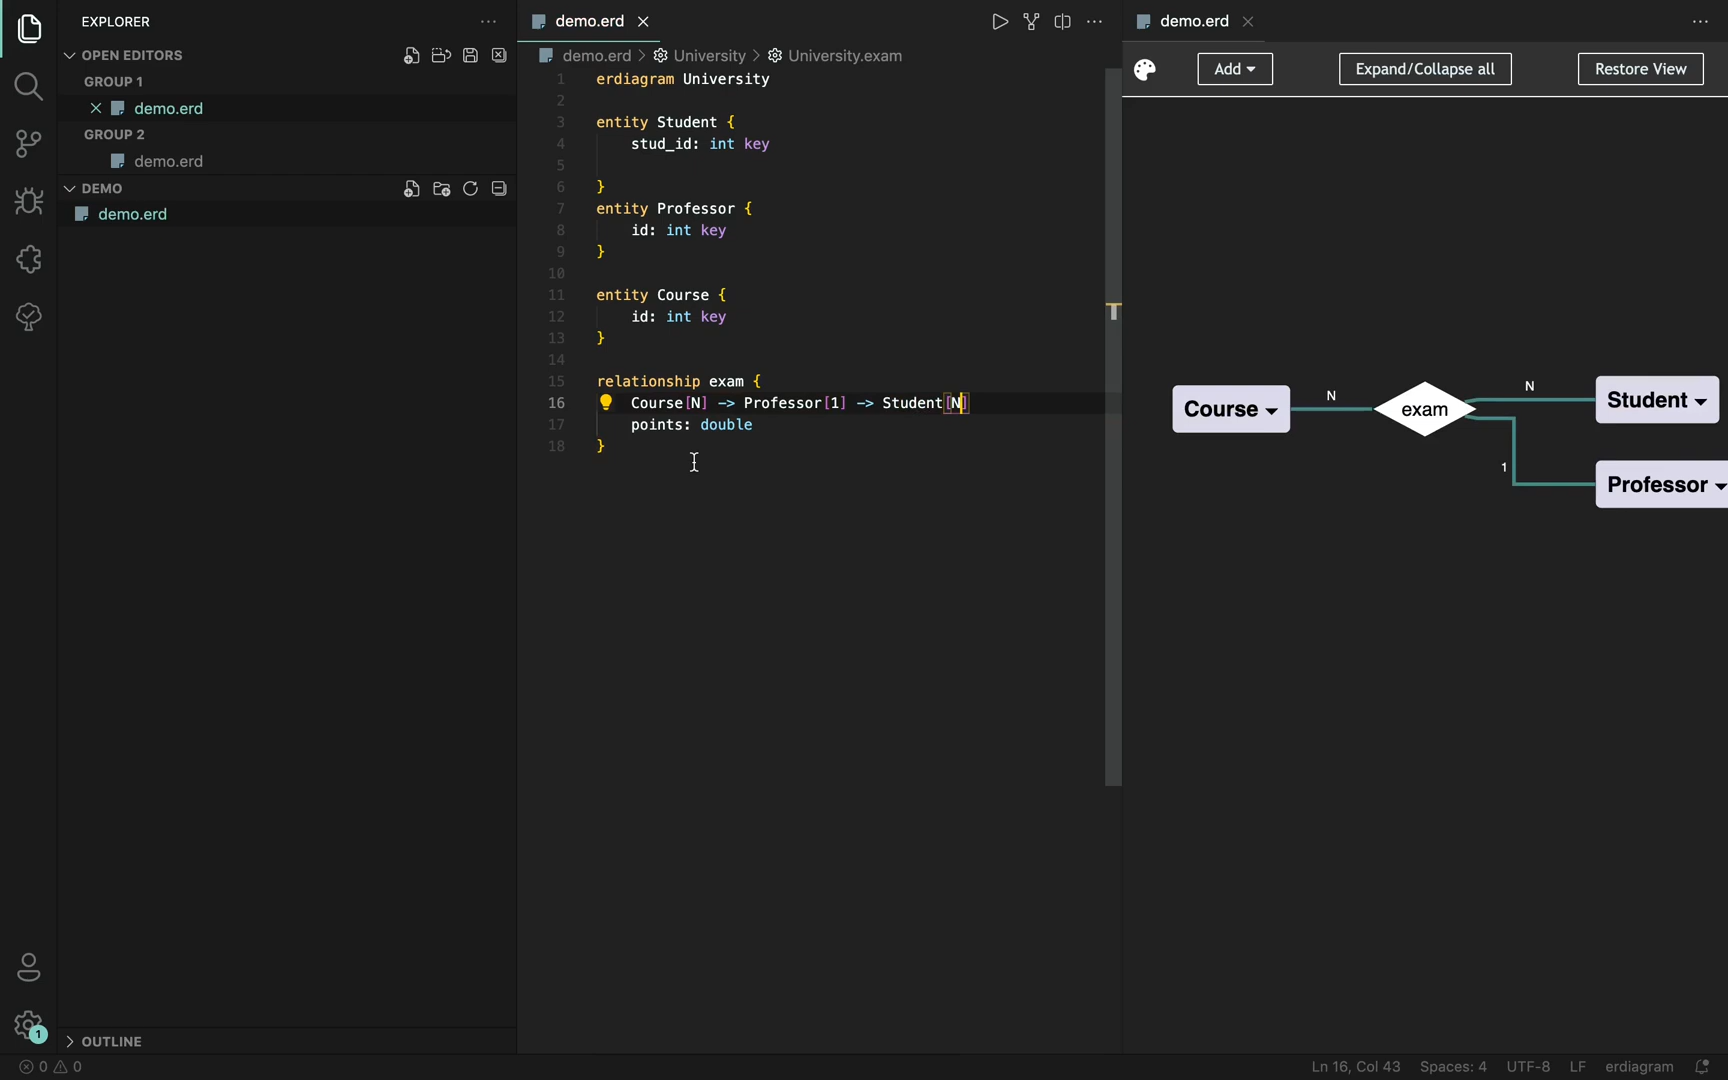 EXPLORER
OPEN EDITORS
GROUP 1
demo.erd
GROUP 2
demo.erd
DEMO
demo.erd
OUTLINE
1
0 0
demo.erd
demo.erd > University > University.exam
1 erdiagram University
2
3 entity Student {
4 stud_id: int key
5
6 }
7 entity Professor {
8 id: int key
9 }
10
11 entity Course {
12 id: int key
13 }
14
15 relationship exam {
16 Course[N] -> Professor[1] -> Student[N]
17 points: double
18 }
demo.erd
Add
Expand/Collapse all
Restore View
Course
N
exam
N
Student
1
Professor
Ln 16, Col 43 Spaces: 4 UTF-8 LF erdiagram